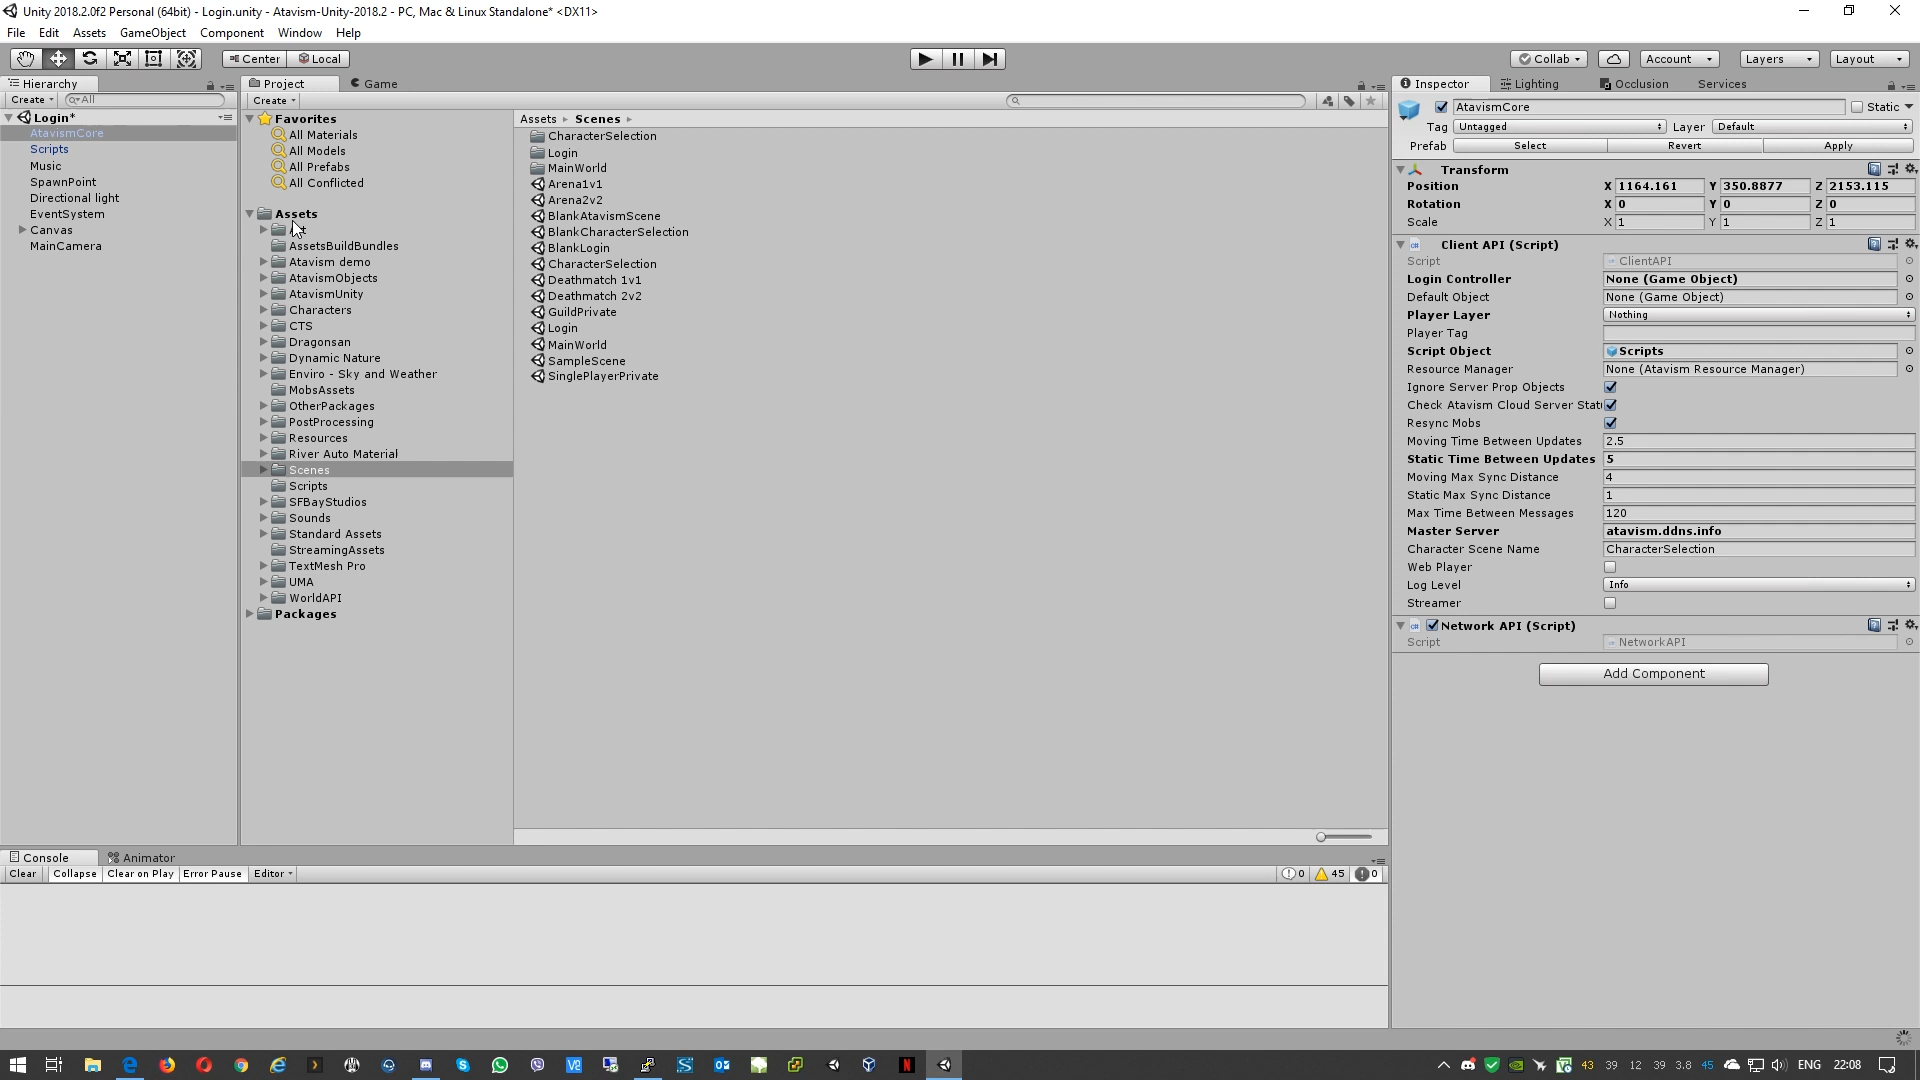 Unity 2018.2.0f2 Personal (64bit) - Login.unity - Atavism-Unity-2018.2 - PC, Mac & Linux Standalone* <DX11>
File Edit Assets GameObject Component Window Help
Center Local Collab Account Layers Layout
Hierarchy
Create All
Login*
AtavismCore
Scripts
Music
SpawnPoint
Directional light
EventSystem
Canvas
MainCamera
Project Game
Create
Favorites
All Materials
All Models
All Prefabs
All Conflicted
Assets
AssetsBuildBundles
Atavism demo
AtavismObjects
AtavismUnity
Characters
CTS
Dragonsan
Dynamic Nature
Enviro - Sky and Weather
MobsAssets
OtherPackages
PostProcessing
Resources
River Auto Material
Scenes
Scripts
SFBayStudios
Sounds
Standard Assets
StreamingAssets
TextMesh Pro
UMA
WorldAPI
Packages
Assets Scenes
CharacterSelection
Login
MainWorld
Arena1v1
Arena2v2
BlankAtavismScene
BlankCharacterSelection
BlankLogin
CharacterSelection
Deathmatch 1v1
Deathmatch 2v2
GuildPrivate
Login
MainWorld
SampleScene
SinglePlayerPrivate
Inspector Lighting Occlusion Services
AtavismCore Static
Tag Untagged Layer Default
Prefab Select Revert Apply
Transform
Position X 1164.161 Y 350.8877 Z 2153.115
Rotation X 0 Y 0 Z 0
Scale X 1 Y 1 Z 1
Client API (Script)
Script ClientAPI
Login Controller None (Game Object)
Default Object None (Game Object)
Player Layer Nothing
Player Tag
Script Object Scripts
Resource Manager None (Atavism Resource Manager)
Ignore Server Prop Objects
Check Atavism Cloud Server Stat
Resync Mobs
Moving Time Between Updates 2.5
Static Time Between Updates 5
Moving Max Sync Distance 4
Static Max Sync Distance 1
Max Time Between Messages 120
Master Server atavism.ddns.info
Character Scene Name CharacterSelection
Web Player
Log Level Info
Streamer
Network API (Script)
Script NetworkAPI
Add Component
Console Animator
Clear Collapse Clear on Play Error Pause Editor 0 45 0
43 39 12 39 3.8 45 ENG 22:08